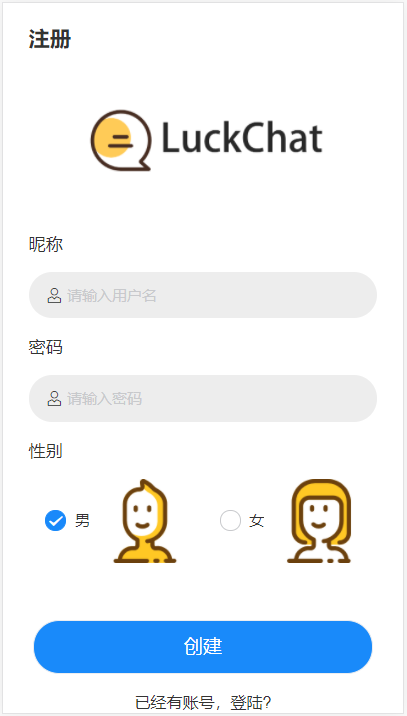 注册
LuckChat
昵称
请输入用户名
密码
请输入密码
性别
男 女
创建
已经有账号，登陆？